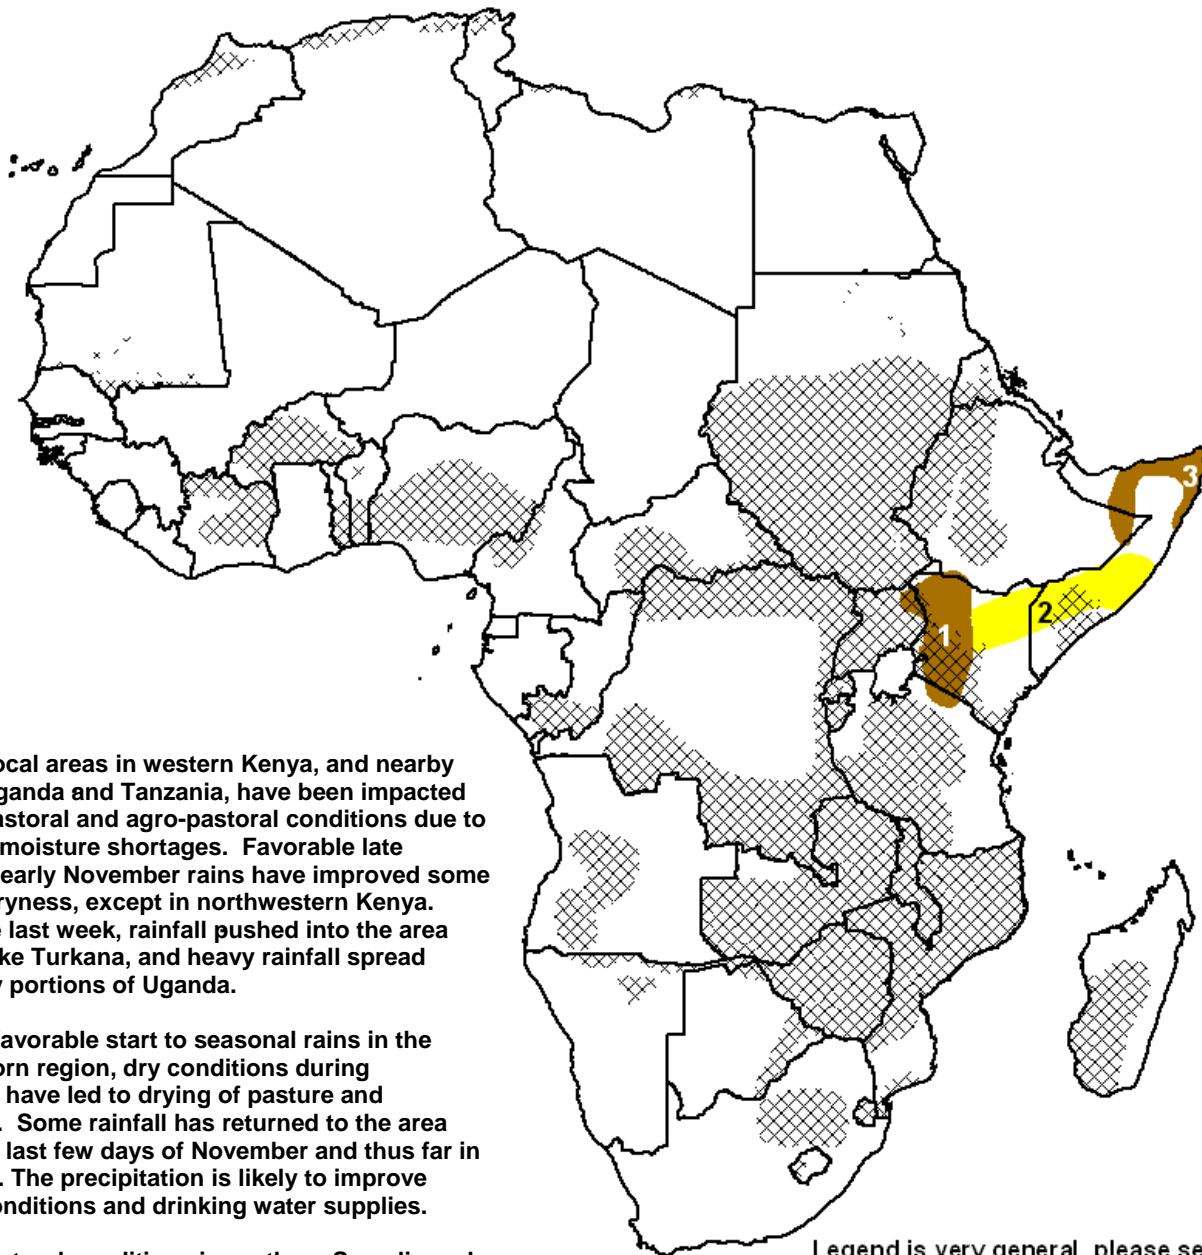 3
2
1
ocal areas in western Kenya, and nearby
ganda and Tanzania, have been impacted
astoral and agro-pastoral conditions due to
moisture shortages. Favorable late
early November rains have improved some
ryness, except in northwestern Kenya.
e last week, rainfall pushed into the area
ke Turkana, and heavy rainfall spread
y portions of Uganda.
avorable start to seasonal rains in the
orn region, dry conditions during
have led to drying of pasture and
. Some rainfall has returned to the area
last few days of November and thus far in
. The precipitation is likely to improve
onditions and drinking water supplies.
Legend is very general, please se